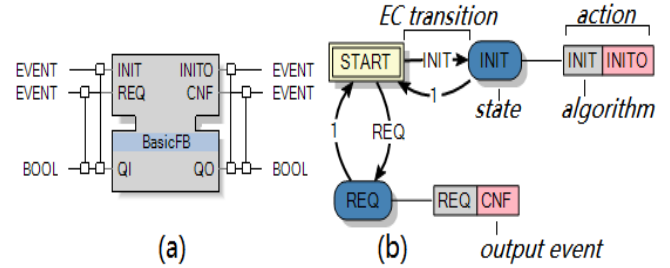 EVENT INIT INITO EVENT
EVENT REQ CNF EVENT
BasicFB
BOOL QI QO BOOL
(a)
EC transition
action
START INIT INIT INIT INITO
1
state
algorithm
1 REQ
REQ REQ CNF
output event
(b)